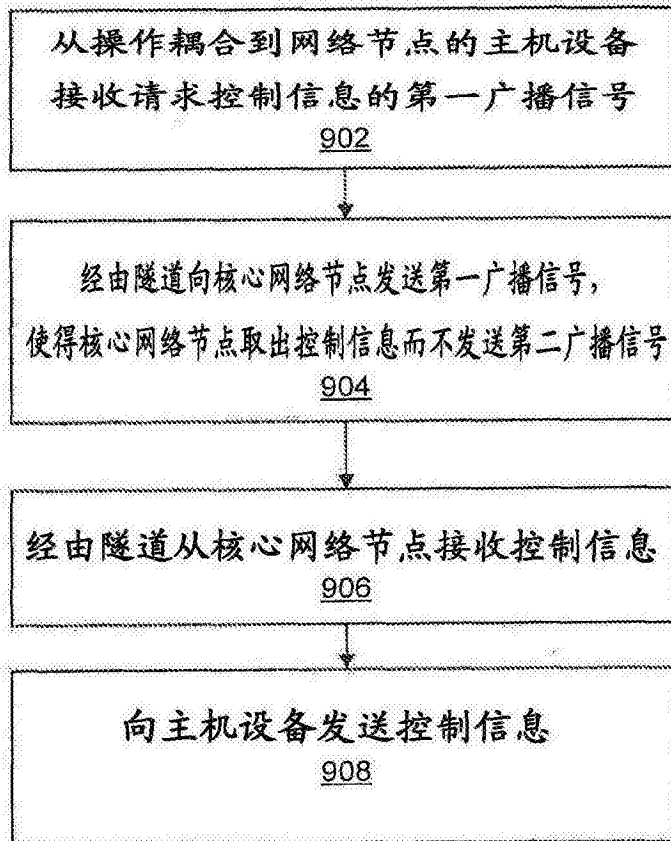 从操作耦合到网络节点的主机设备
接收请求控制信息的第一广播信号
902
经由隧道向核心网络节点发送第一广播信号,
使得核心网络节点取出控制信息而不发送第二广播信号
904
经由隧道从核心网络节点接收控制信息
906
向主机设备发送控制信息
908